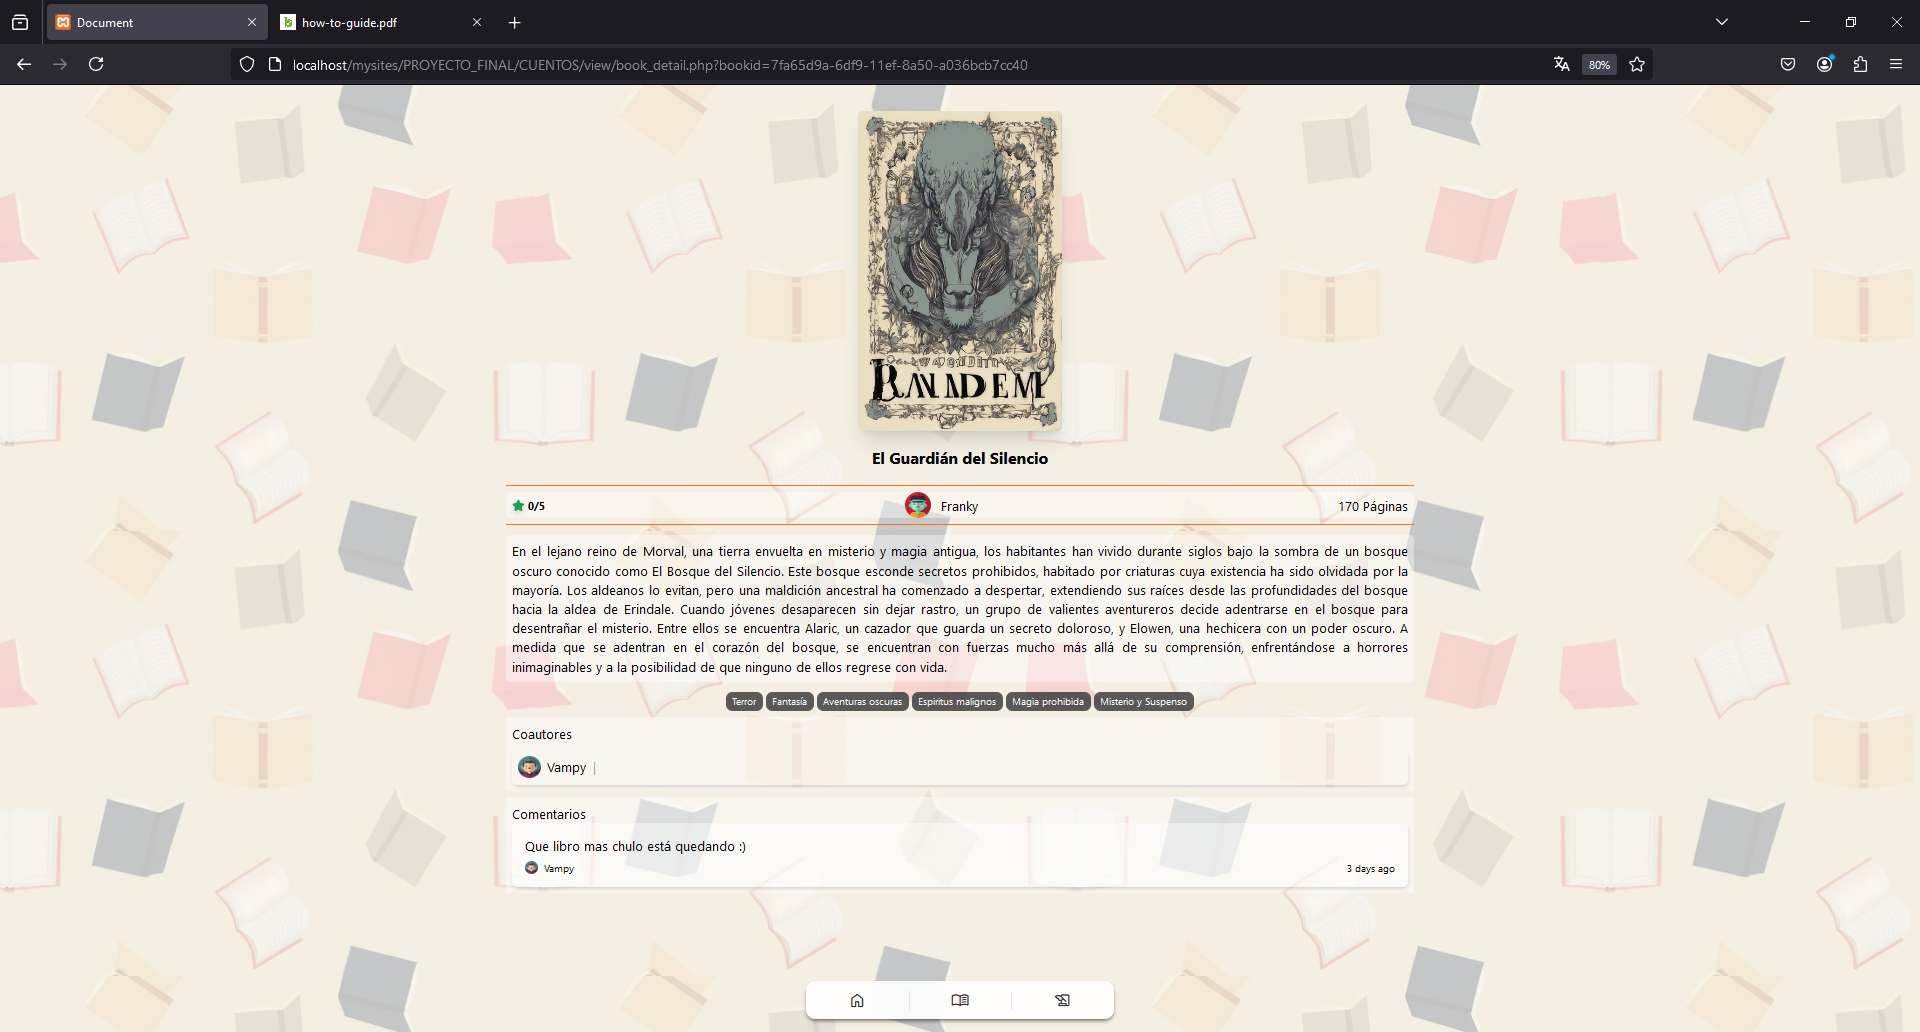 Document
how-to-guide.pdf
localhost/mysites/PROYECTO_FINAL/CUENTOS/view/book_detail.php?bookid=7fa65d9a-6df9-11ef-8a50-a036bcb7cc40
80%
El Guardián del Silencio
0/5
Franky
170 Páginas
En el lejano reino de Morval, una tierra envuelta en misterio y magia antigua, los habitantes han vivido durante siglos bajo la sombra de un bosque
oscuro conocido como El Bosque del Silencio. Este bosque esconde secretos prohibidos, habitado por criaturas cuya existencia ha sido olvidada por la
mayoría. Los aldeanos lo evitan, pero una maldición ancestral ha comenzado a despertar, extendiendo sus raíces desde las profundidades del bosque
hacia la aldea de Erindale. Cuando jóvenes desaparecen sin dejar rastro, un grupo de valientes aventureros decide adentrarse en el bosque para
desentrañar el misterio. Entre ellos se encuentra Alaric, un cazador que guarda un secreto doloroso, y Elowen, una hechicera con un poder oscuro. A
medida que se adentran en el corazón del bosque, se encuentran con fuerzas mucho más allá de su comprensión, enfrentándose a horrores
inimaginables y a la posibilidad de que ninguno de ellos regrese con vida.
Terror
Fantasía
Aventuras oscuras
Espiritus malignos
Magia prohibida
Misterio y Suspenso
Coautores
Vampy |
Comentarios
Que libro mas chulo está quedando :)
Vampy
3 days ago